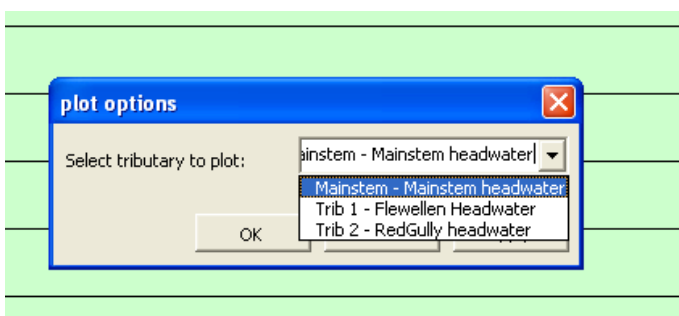 plot options
Select tributary to plot:
instem - Mainstem headwater
Mainstem - Mainstem headwater
Trib 1 - Flewellen Headwater
Trib 2 - RedGully headwater
OK